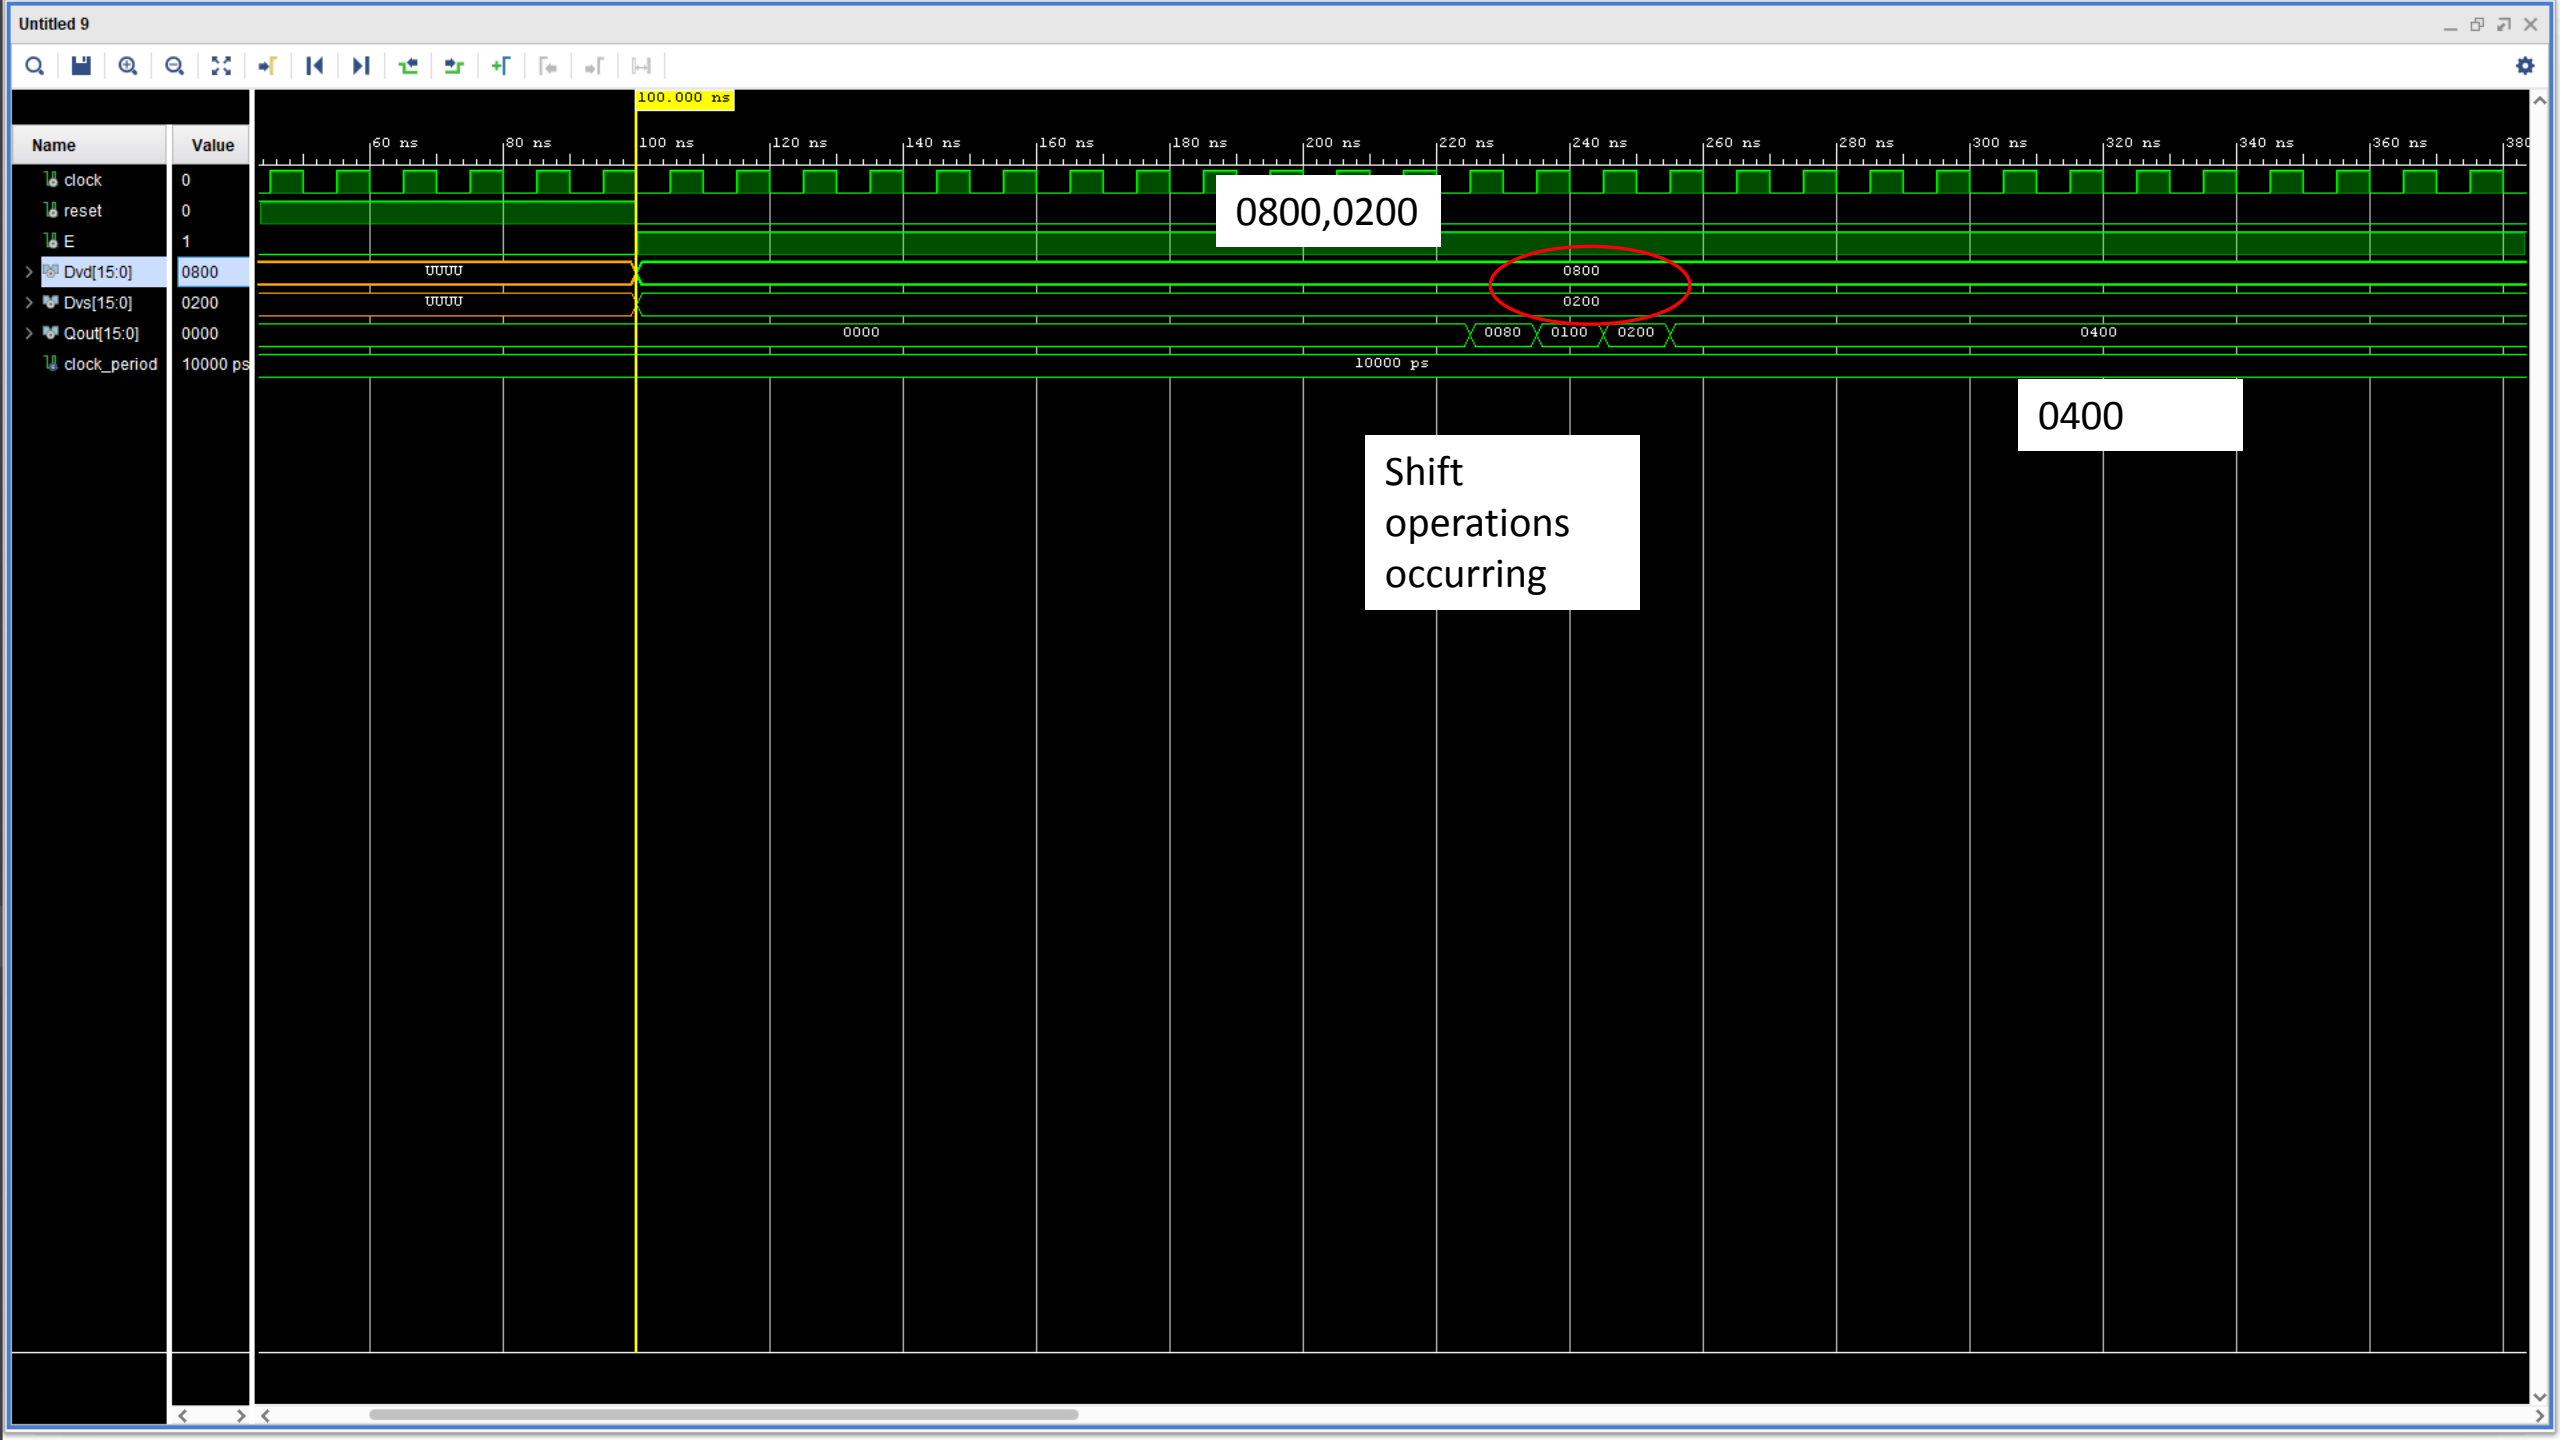 Untitled 9
100.000 ns
Name Value
60 ns 80 ns 100 ns 120 ns 140 ns 160 ns 180 ns 200 ns 220 ns 240 ns 260 ns 280 ns 300 ns 320 ns 340 ns 360 ns 380
clock 0
reset 0
0800,0200
E 1
Dvd[15:0] 0800 UUUU 0800
Dvs[15:0] 0200 UUUU 0200
Qout[15:0] 0000 0000 0080 0100 0200 0400
clock_period 10000 ps 10000 ps
0400
Shift
operations
occurring